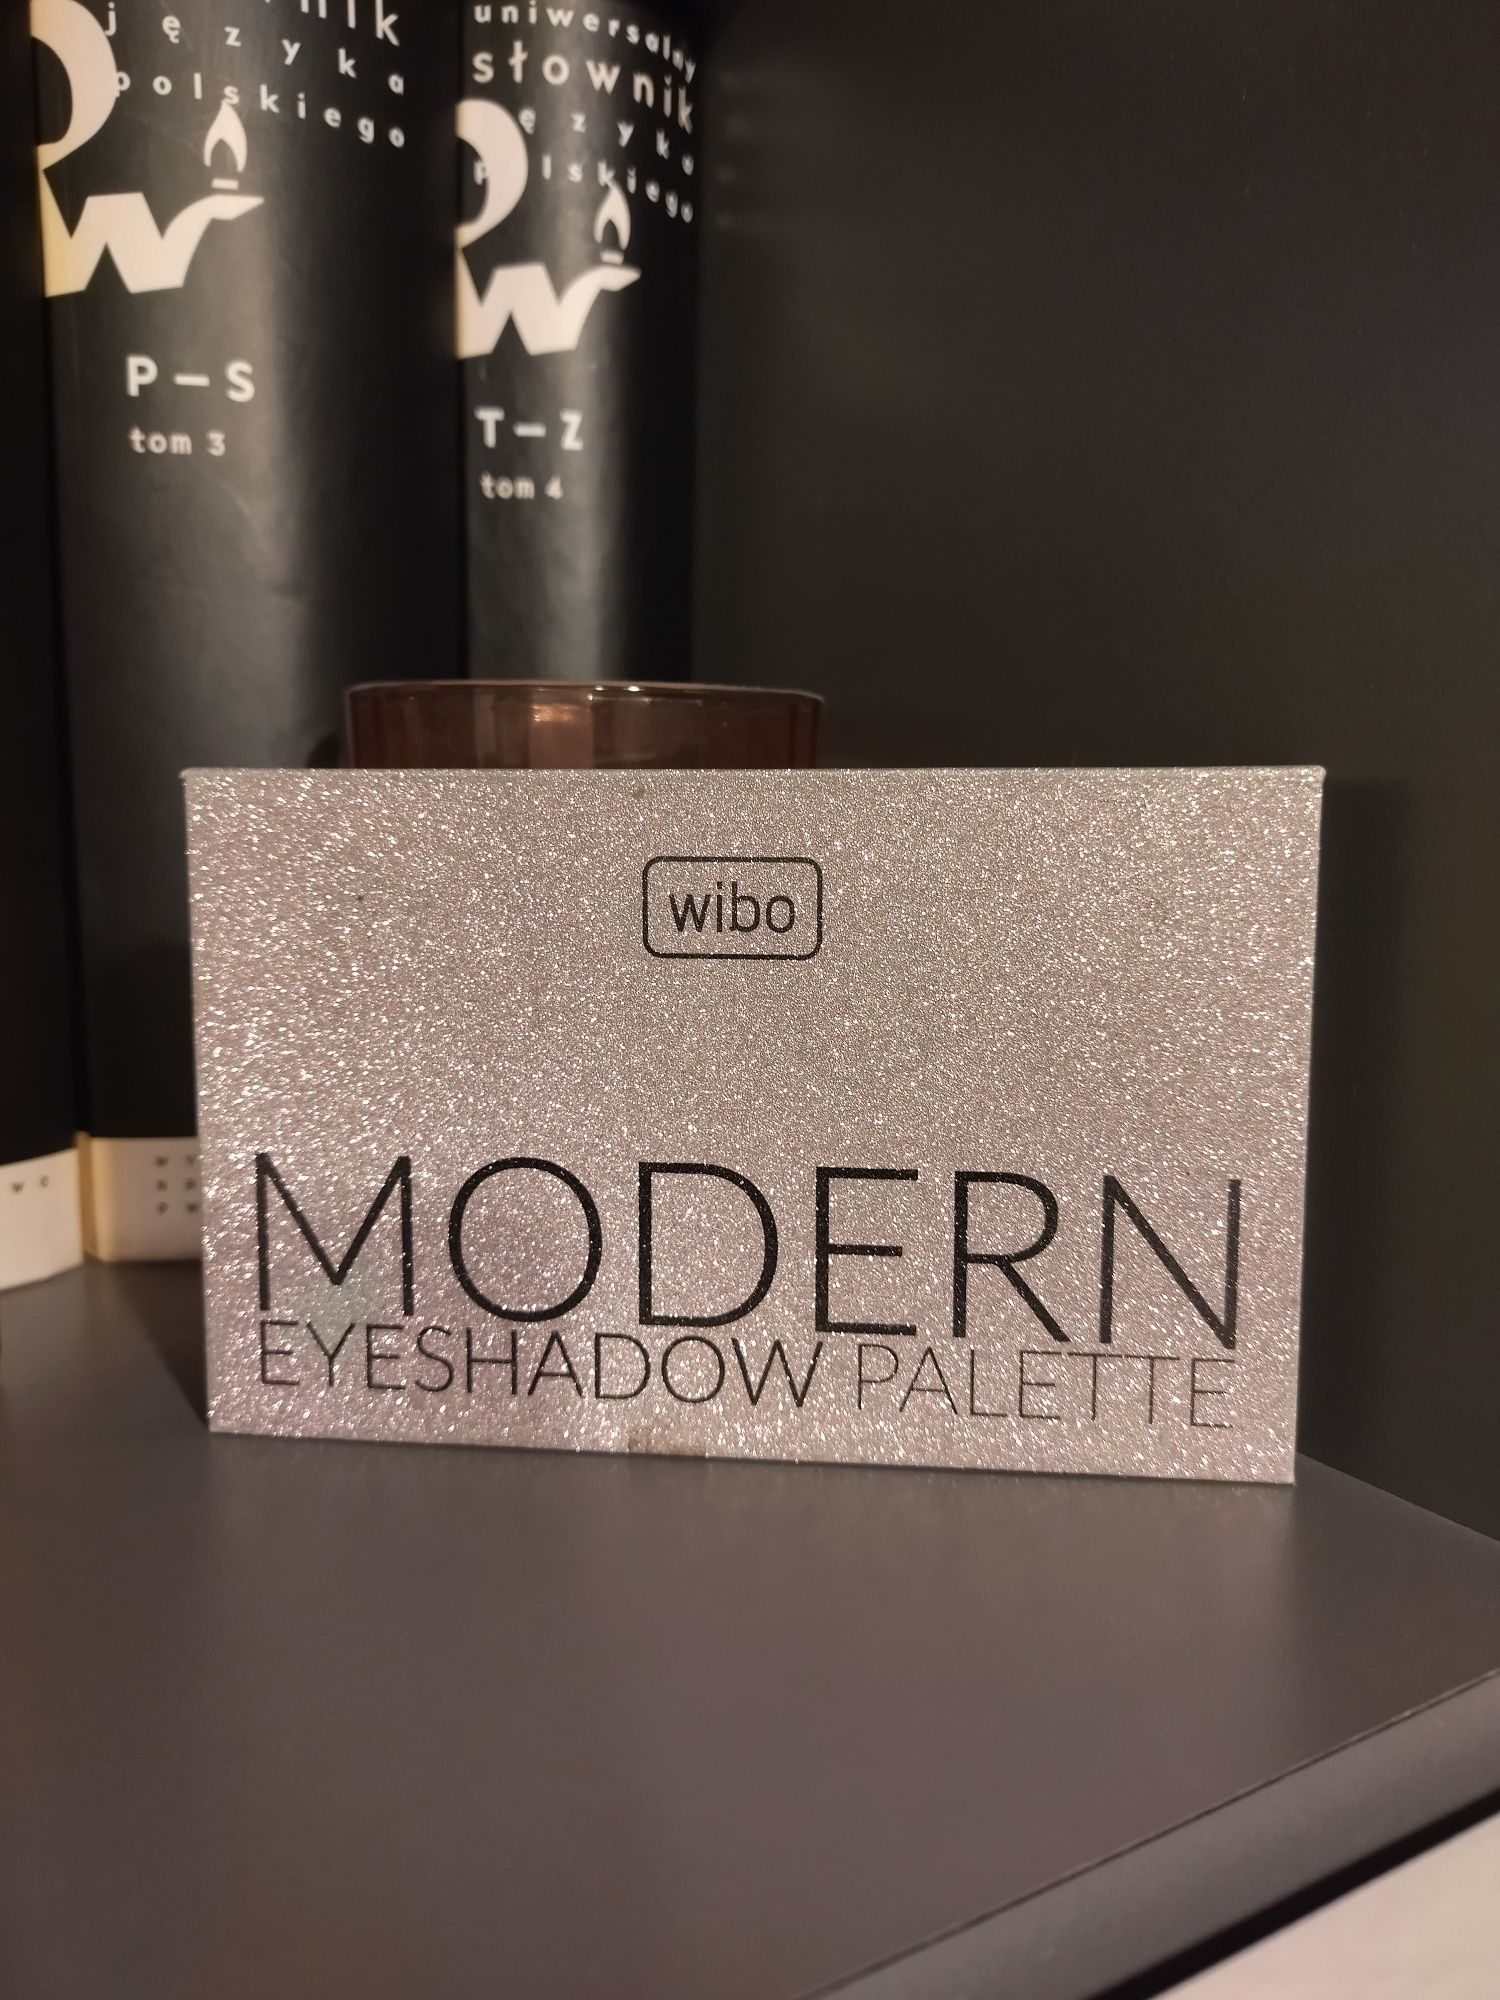 języka
polskiego
P – S
tom 3
uniwersalny
słownik
języka
polskiego
T – Z
tom 4
wibo
MODERN
EYESHADOW PALETTE